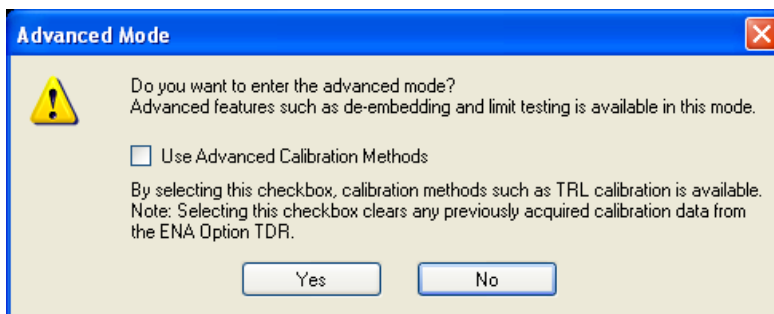 Advanced Mode
Do you want to enter the advanced mode?
Advanced features such as de-embedding and limit testing is available in this mode.
Use Advanced Calibration Methods
By selecting this checkbox, calibration methods such as TRL calibration is available.
Note: Selecting this checkbox clears any previously acquired calibration data from
the ENA Option TDR.
Yes No